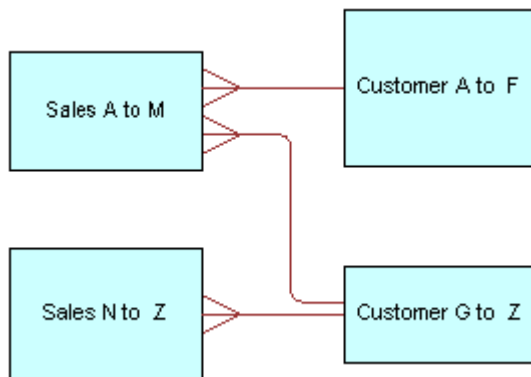 Sales A to M
Customer A to F
Sales N to Z
Customer G to Z